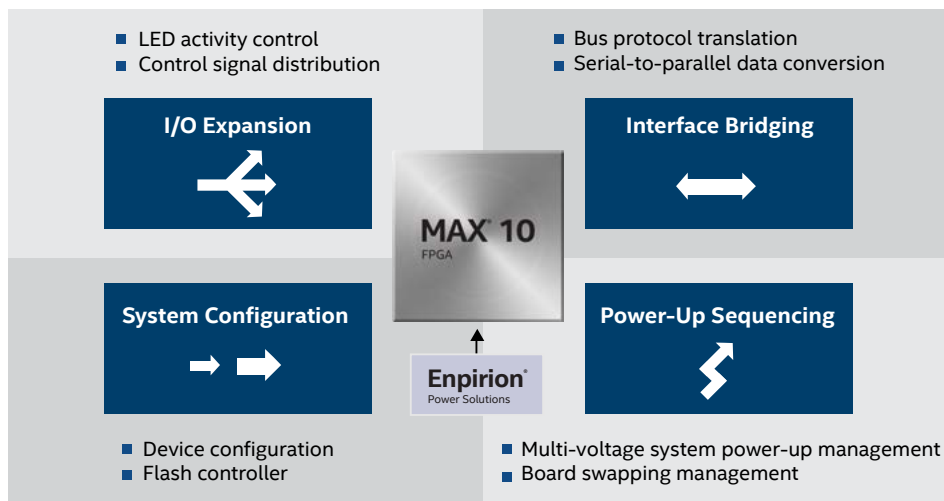 LED activity control
Control signal distribution
I/O Expansion
Bus protocol translation
Serial-to-parallel data conversion
Interface Bridging
MAX® 10
FPGA
System Configuration
Device configuration
Flash controller
Enpirion®
Power Solutions
Power-Up Sequencing
Multi-voltage system power-up management
Board swapping management